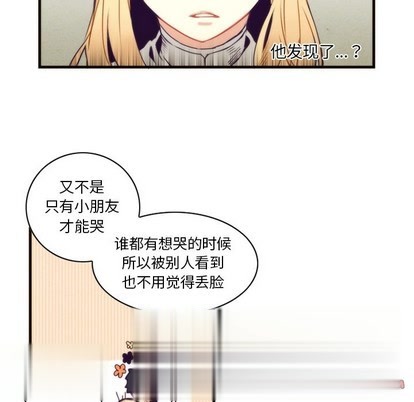 他发现了...？
又不是
只有小朋友
才能哭
谁都有想哭的时候
所以被别人看到
也不用觉得丢脸